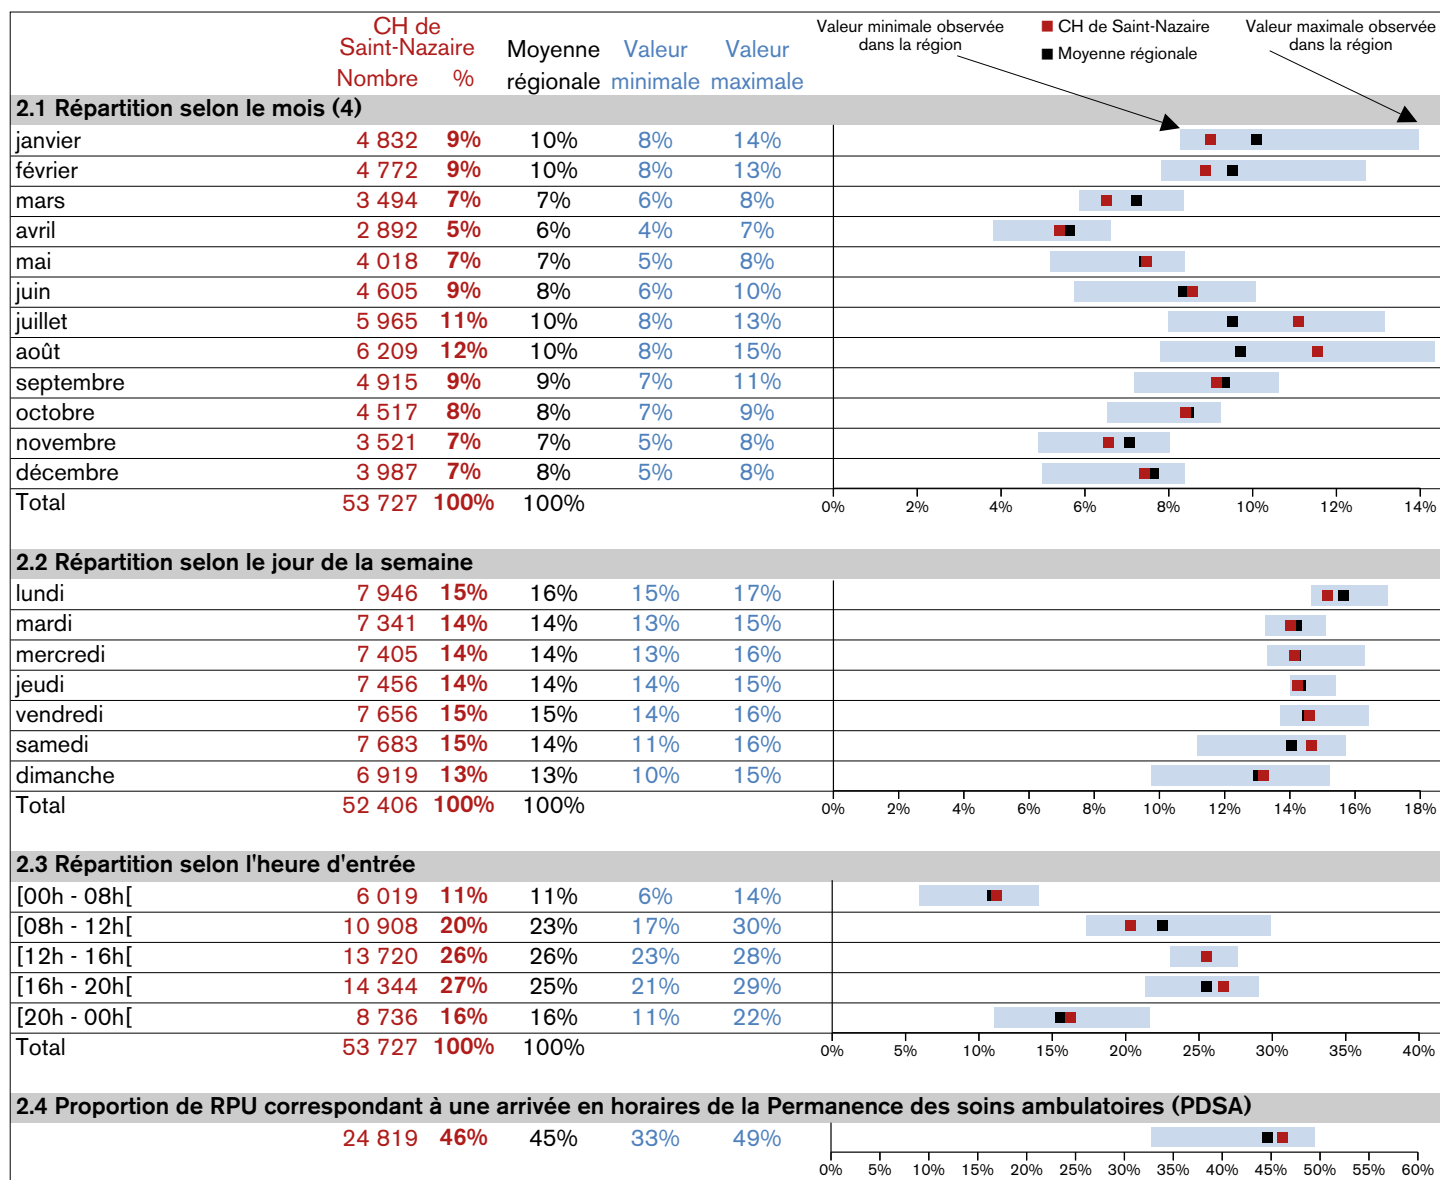 CH de Saint-Nazaire
Moyenne régionale
Valeur minimale
Valeur maximale
Nombre %
Valeur minimale observée dans la région
CH de Saint-Nazaire
Moyenne régionale
Valeur maximale observée dans la région
2.1 Répartition selon le mois (4)
janvier 4 832 9% 10% 8% 14%
février 4 772 9% 10% 8% 13%
mars 3 494 7% 7% 6% 8%
avril 2 892 5% 6% 4% 7%
mai 4 018 7% 7% 5% 8%
juin 4 605 9% 8% 6% 10%
juillet 5 965 11% 10% 8% 13%
août 6 209 12% 10% 8% 15%
septembre 4 915 9% 9% 7% 11%
octobre 4 517 8% 8% 7% 9%
novembre 3 521 7% 7% 5% 8%
décembre 3 987 7% 8% 5% 8%
Total 53 727 100% 100%
0% 2% 4% 6% 8% 10% 12% 14%
2.2 Répartition selon le jour de la semaine
lundi 7 946 15% 16% 15% 17%
mardi 7 341 14% 14% 13% 15%
mercredi 7 405 14% 14% 13% 16%
jeudi 7 456 14% 14% 14% 15%
vendredi 7 656 15% 15% 14% 16%
samedi 7 683 15% 14% 11% 16%
dimanche 6 919 13% 13% 10% 15%
Total 52 406 100% 100%
0% 2% 4% 6% 8% 10% 12% 14% 16% 18%
2.3 Répartition selon l'heure d'entrée
[00h - 08h[ 6 019 11% 11% 6% 14%
[08h - 12h[ 10 908 20% 23% 17% 30%
[12h - 16h[ 13 720 26% 26% 23% 28%
[16h - 20h[ 14 344 27% 25% 21% 29%
[20h - 00h[ 8 736 16% 16% 11% 22%
Total 53 727 100% 100%
0% 5% 10% 15% 20% 25% 30% 35% 40%
2.4 Proportion de RPU correspondant à une arrivée en horaires de la Permanence des soins ambulatoires (PDSA)
24 819 46% 45% 33% 49%
0% 5% 10% 15% 20% 25% 30% 35% 40% 45% 50% 55% 60%